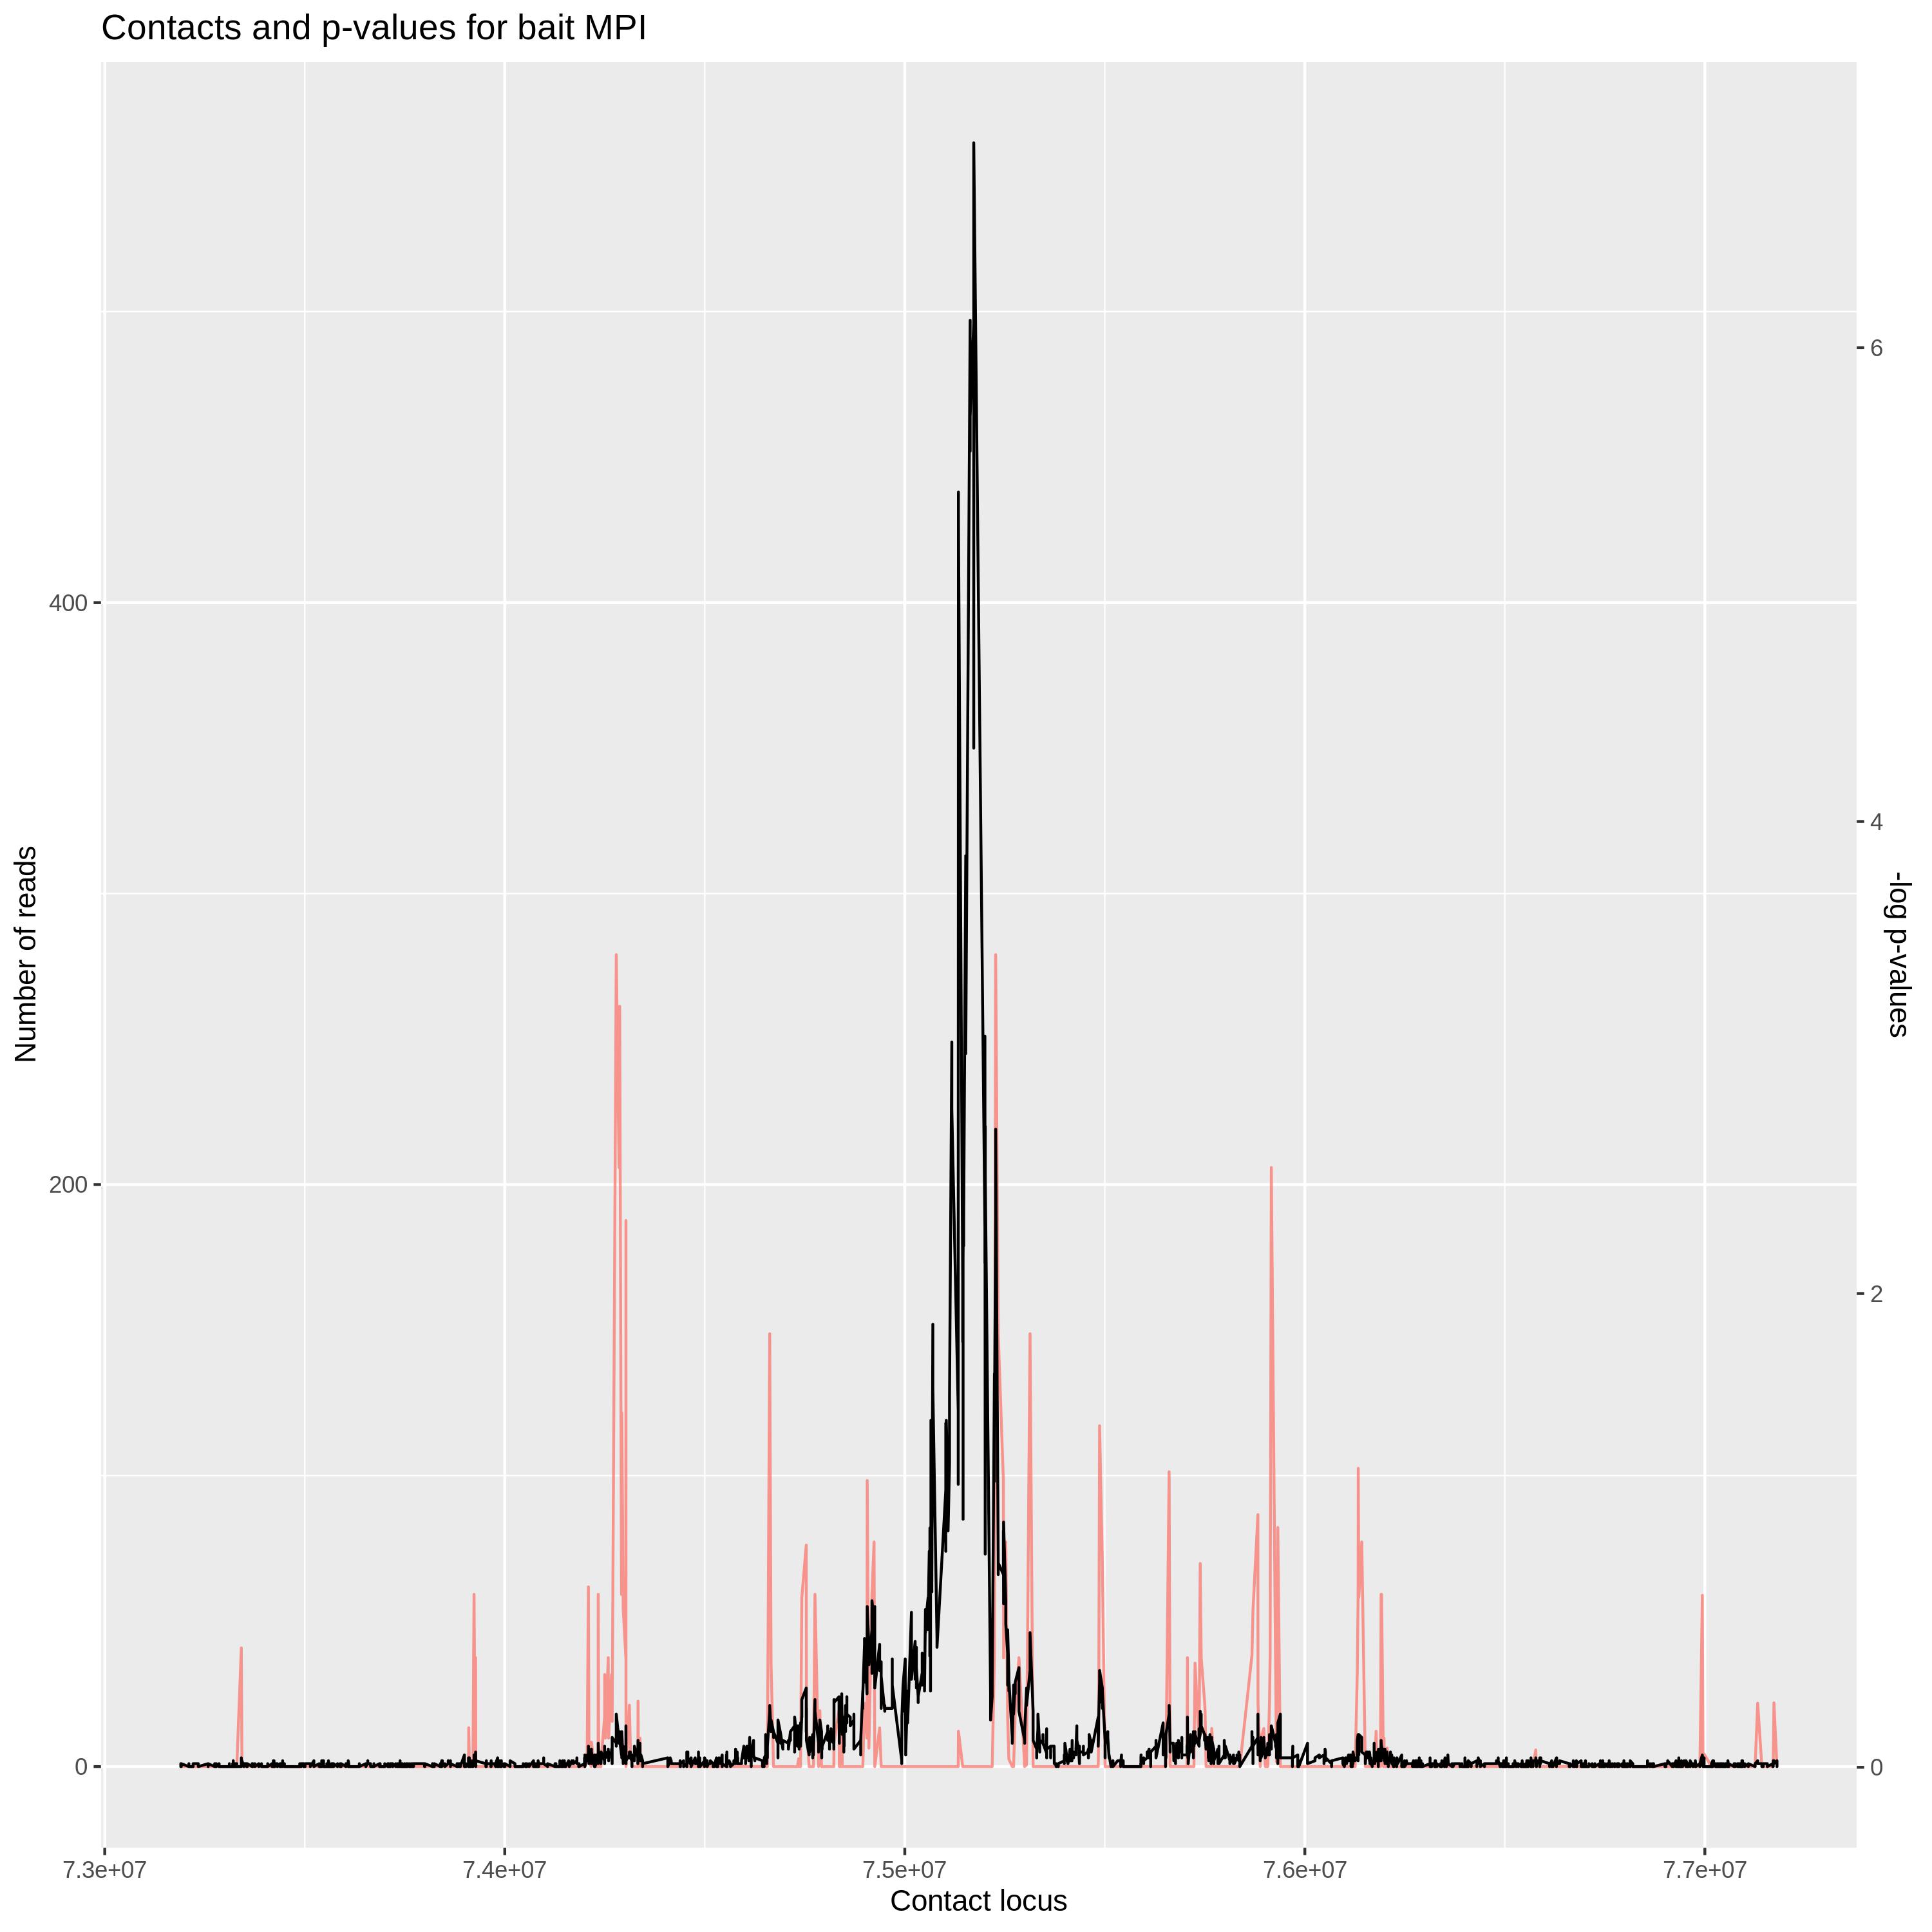 Contacts and p-values for bait MPI
Number of reads
400
200
0
6
4
2
0
-log p-values
7.3e+07 7.4e+07 7.5e+07 7.6e+07 7.7e+07
Contact locus